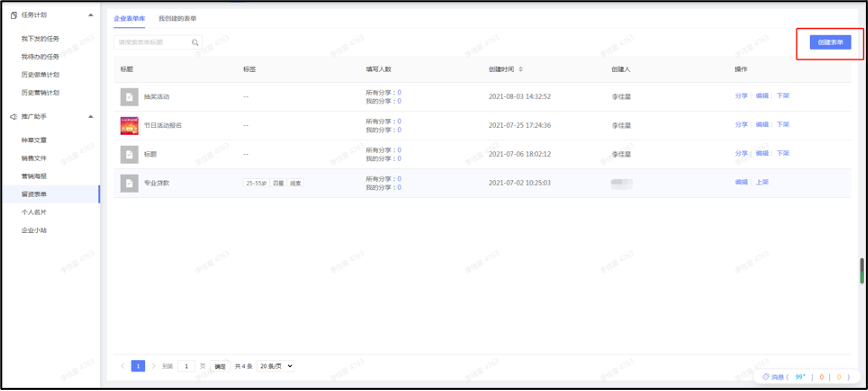 任务计划
我下发的任务
我待办的任务
历史做单计划
历史营销计划
推广助手
种草文章
销售文件
营销海报
留资表单
个人名片
企业小站
企业表单库 我创建的表单
请搜索表单标题
创建表单
标题 标签 填写人数 创建时间 创建人 操作
抽奖活动 -- 所有分享：0 2021-08-03 14:32:52 李佳星 分享 编辑 下架
我的分享：0
节日活动报名 -- 所有分享：0 2021-07-25 17:24:36 李佳星 分享 编辑 下架
我的分享：0
标题 -- 所有分享：0 2021-07-06 18:02:12 李佳星 分享 编辑 下架
我的分享：0
专业贷款 25-55岁 所有分享：0 2021-07-02 10:25:03 编辑 上架
我的分享：0
1 到第 1 页 确定 共 4 条 20 条/页
消息 ( 99+ | 0 | 0 )
李佳星 4763